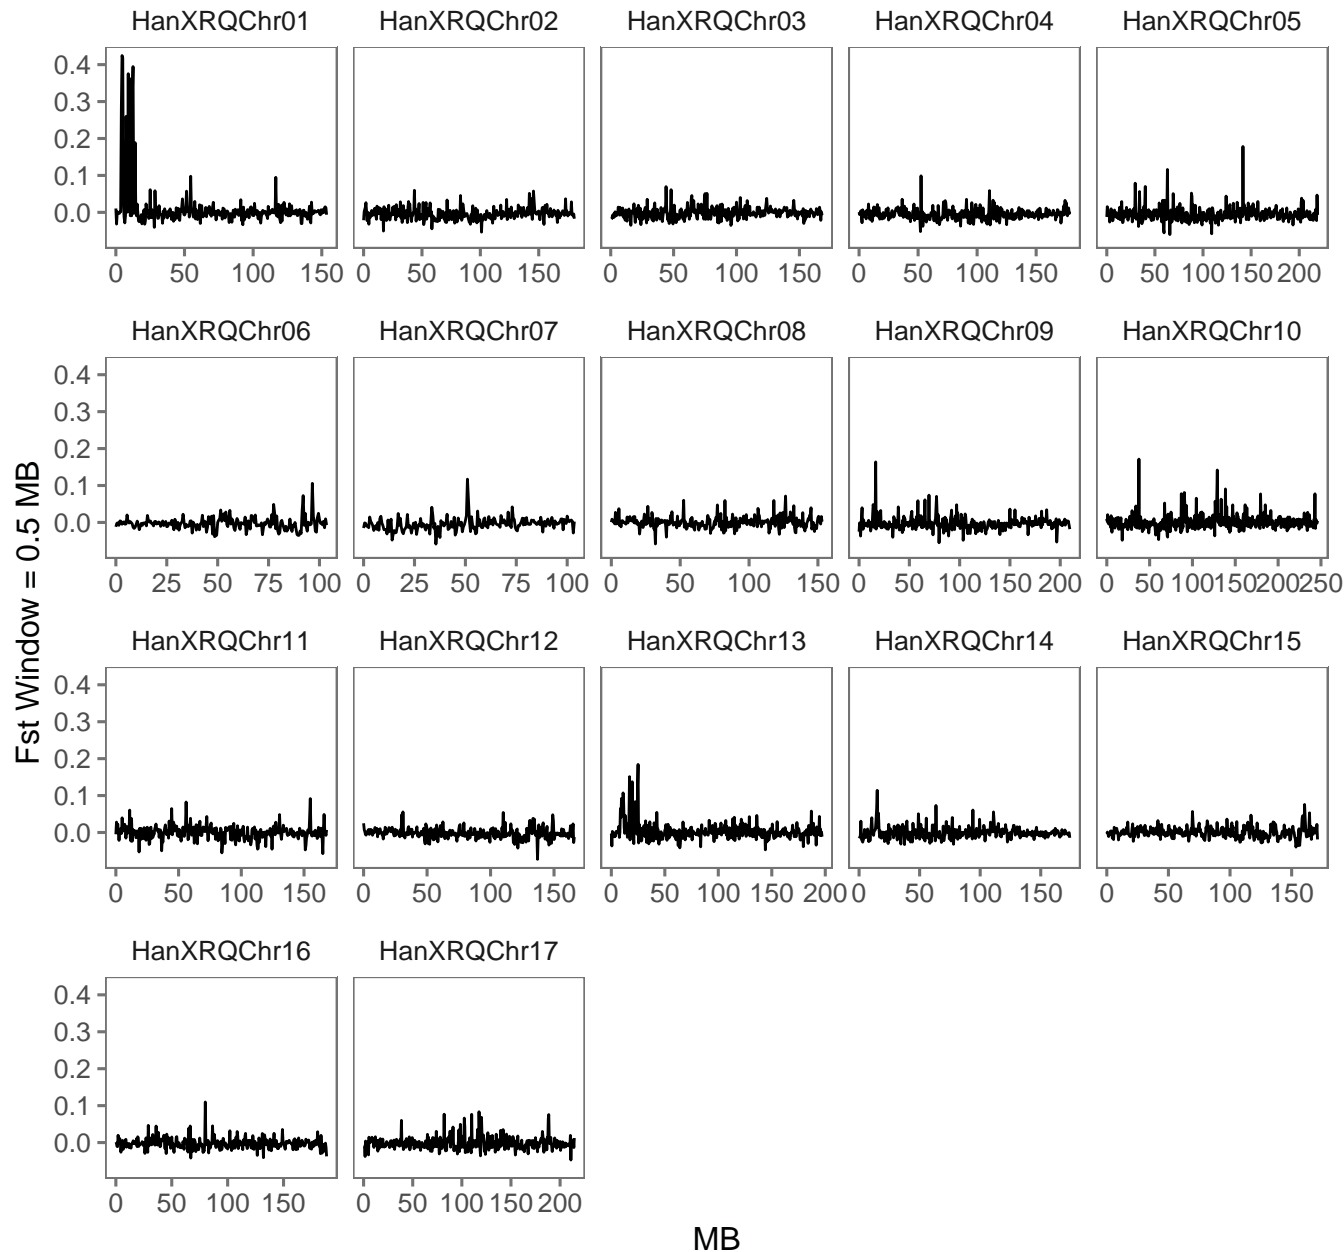 HanXRQChr01 HanXRQChr02 HanXRQChr03 HanXRQChr04 HanXRQChr05
0.4
0.3
0.2
0.1
0.0
0 50 100 150 0 50 100 150 0 50 100 150 0 50 100 150 0 50 100 150 200
HanXRQChr06 HanXRQChr07 HanXRQChr08 HanXRQChr09 HanXRQChr10
0.4
0.3
0.2
0.1
0.0
0 25 50 75 100 0 25 50 75 100 0 50 100 150 0 50 100 150 200 0 50 100 150 200 250
Fst Window = 0.5 MB
HanXRQChr11 HanXRQChr12 HanXRQChr13 HanXRQChr14 HanXRQChr15
0.4
0.3
0.2
0.1
0.0
0 50 100 150 0 50 100 150 0 50 100 150 200 0 50 100 150 0 50 100 150
HanXRQChr16 HanXRQChr17
0.4
0.3
0.2
0.1
0.0
0 50 100 150 0 50 100 150 200
MB